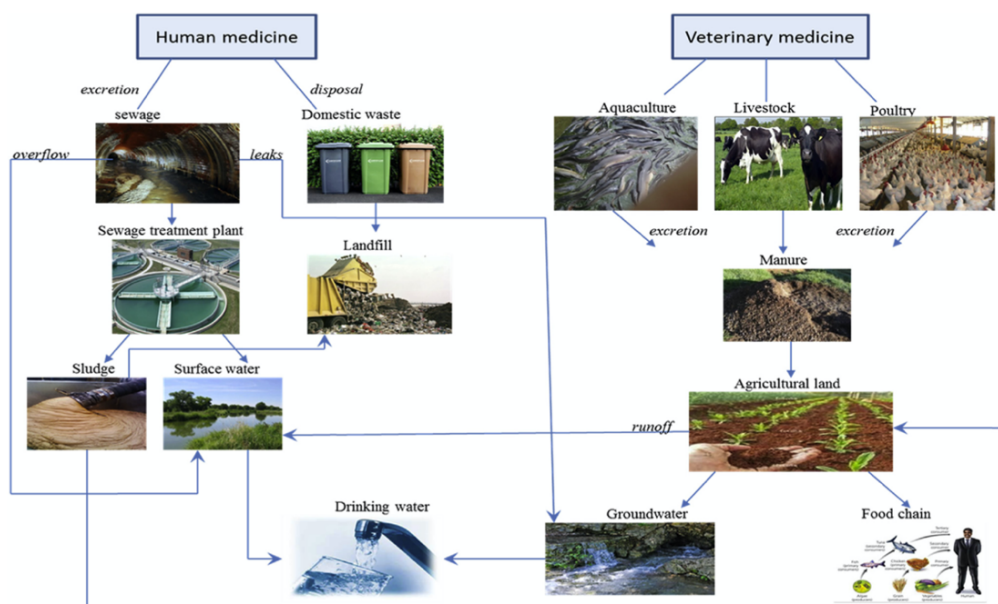 Human medicine
Veterinary medicine
excretion
disposal
sewage
Domestic waste
Aquaculture
Livestock
Poultry
overflow
leaks
Sewage treatment plant
Landfill
excretion
excretion
Manure
Sludge
Surface water
Agricultural land
runoff
Drinking water
Groundwater
Food chain